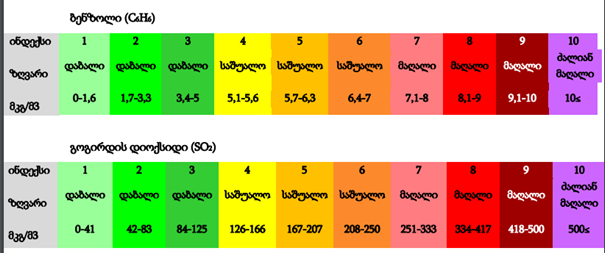 ბენზოლი (C6H6)
ინდექსი 1 2 3 4 5 6 7 8 9 10
ზღვარი დაბალი დაბალი დაბალი საშუალო საშუალო საშუალო მაღალი მაღალი მაღალი ძალიან მაღალი
მკგ/მ3 0-1,6 1,7-3,3 3,4-5 5,1-5,6 5,7-6,3 6,4-7 7,1-8 8,1-9 9,1-10 10≤
გოგირდის დიოქსიდი (SO2)
ინდექსი 1 2 3 4 5 6 7 8 9 10
ზღვარი დაბალი დაბალი დაბალი საშუალო საშუალო საშუალო მაღალი მაღალი მაღალი ძალიან მაღალი
მკგ/მ3 0-41 42-83 84-125 126-166 167-207 208-250 251-333 334-417 418-500 500≤